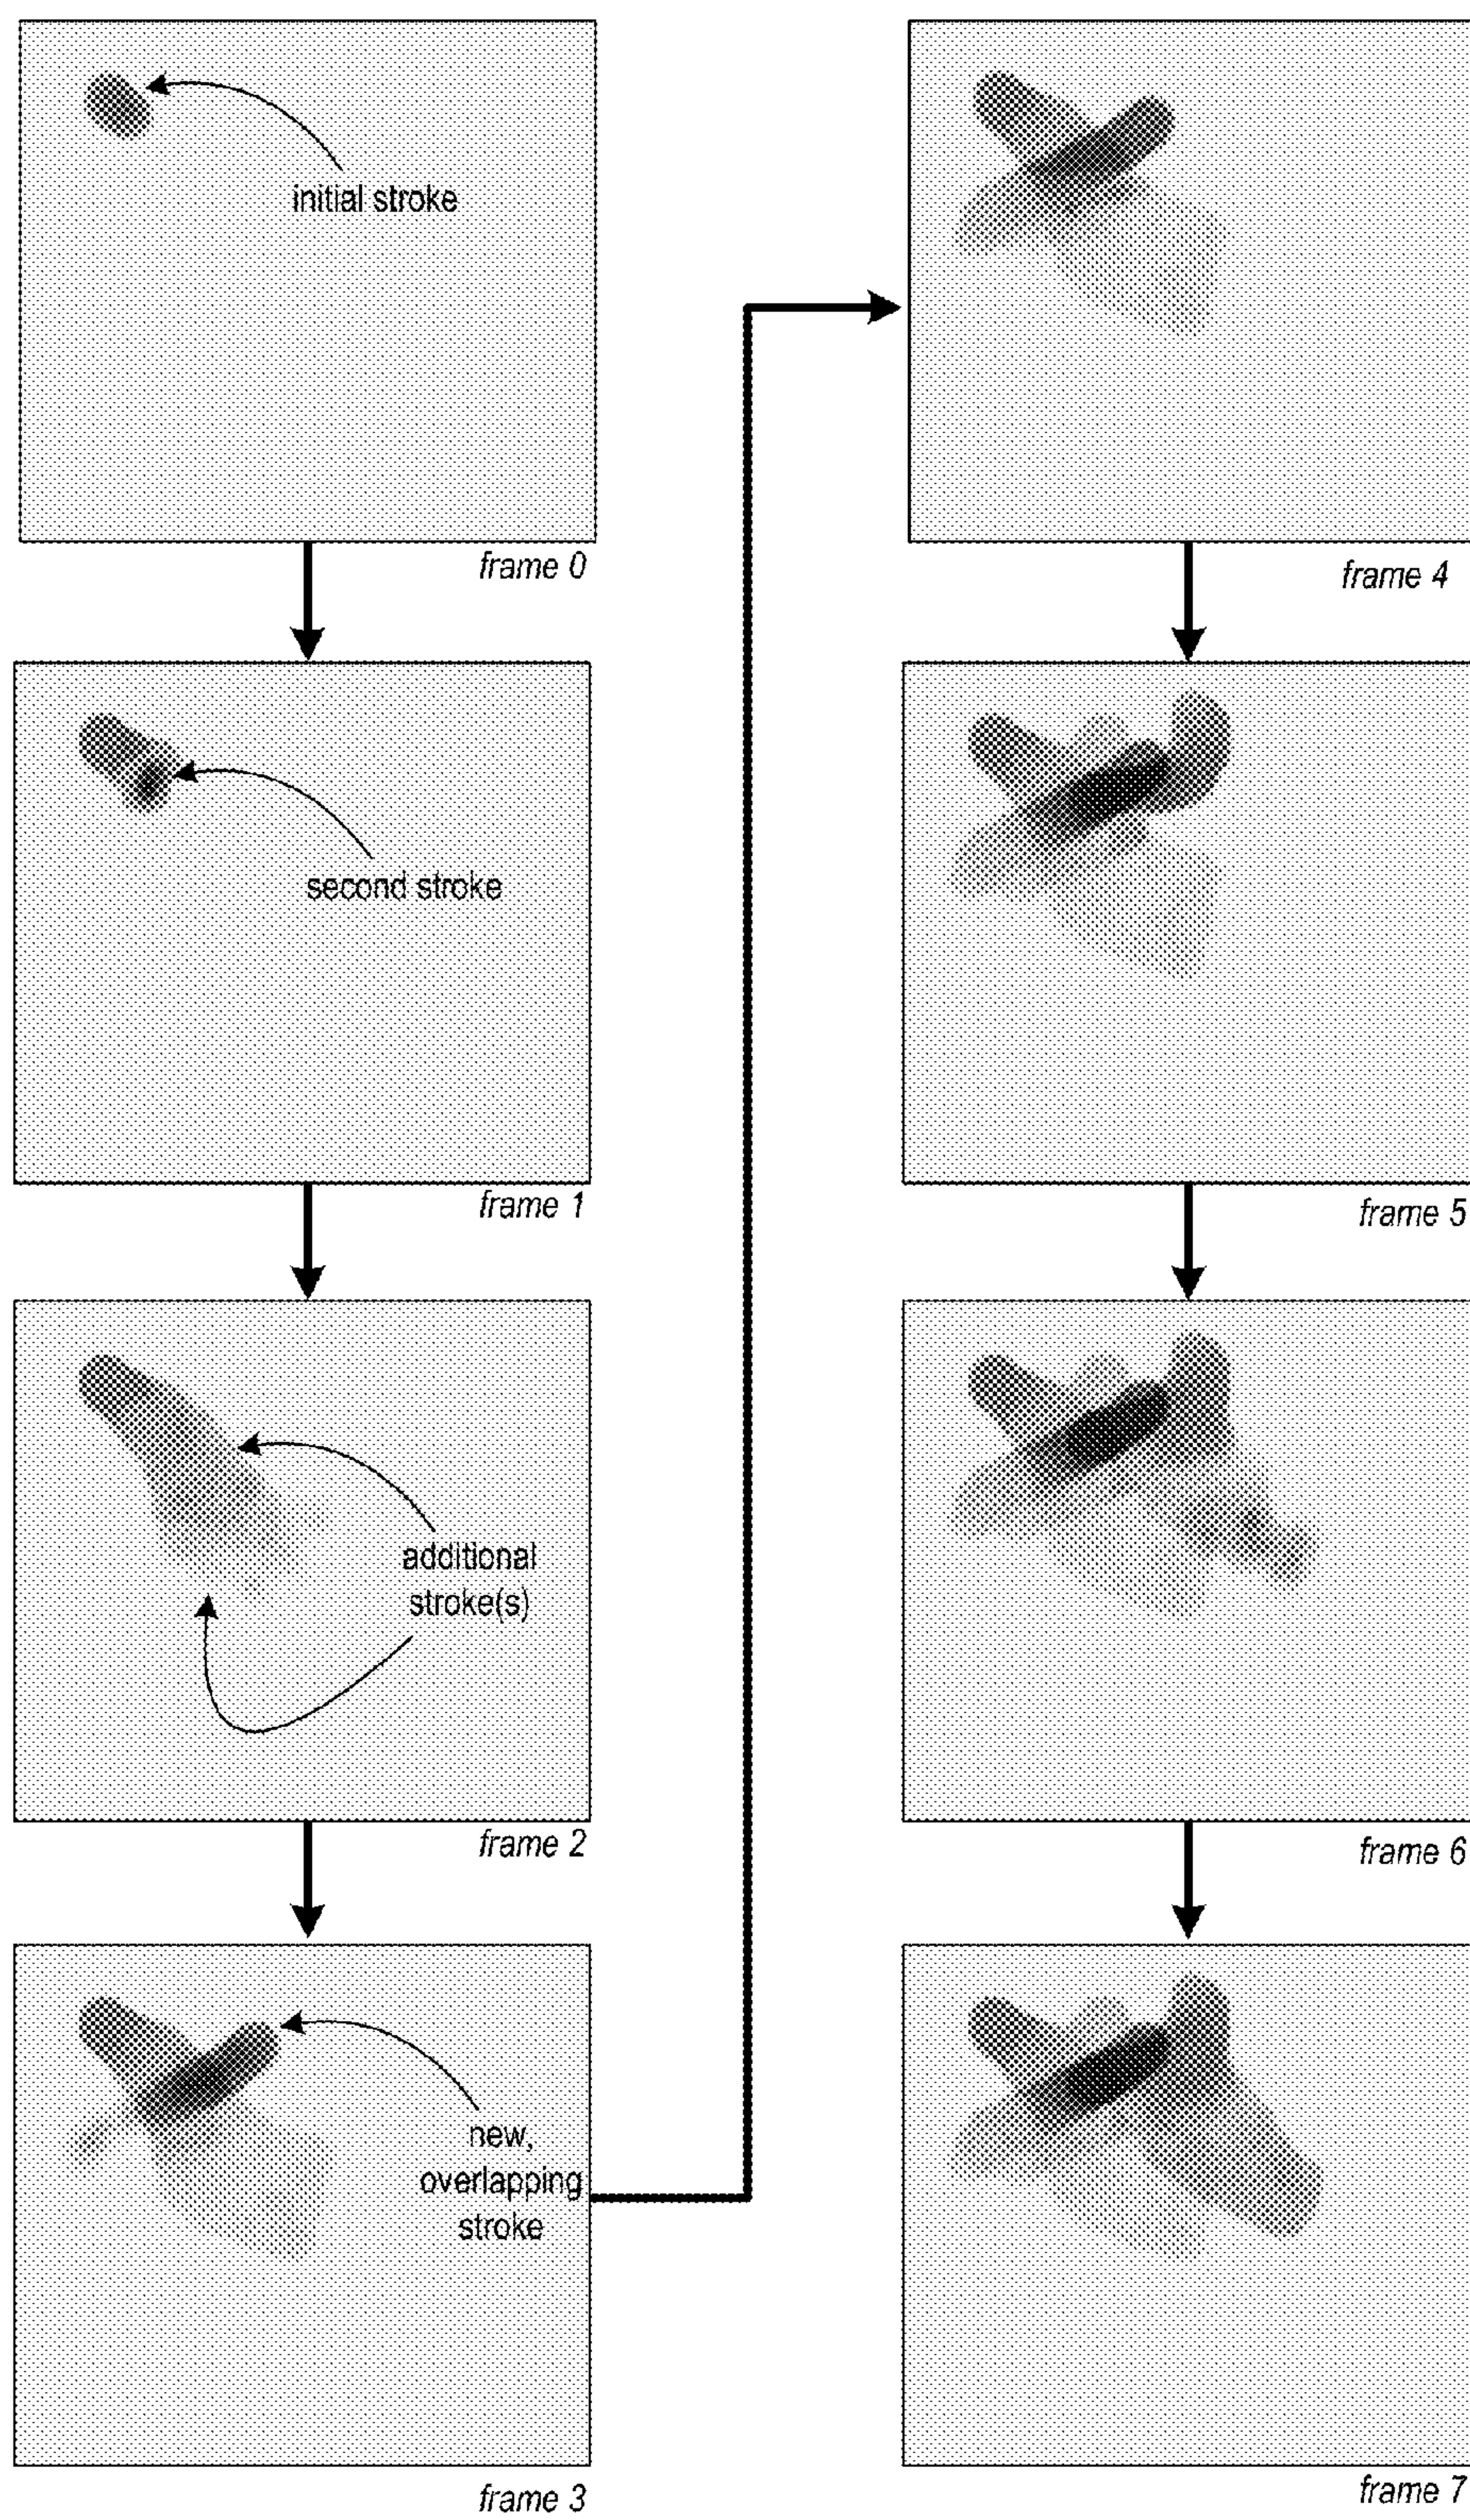 initial stroke
frame 0
second stroke
frame 1
additional
stroke(s)
frame 2
new,
overlapping
stroke
frame 3
frame 4
frame 5
frame 6
frame 7